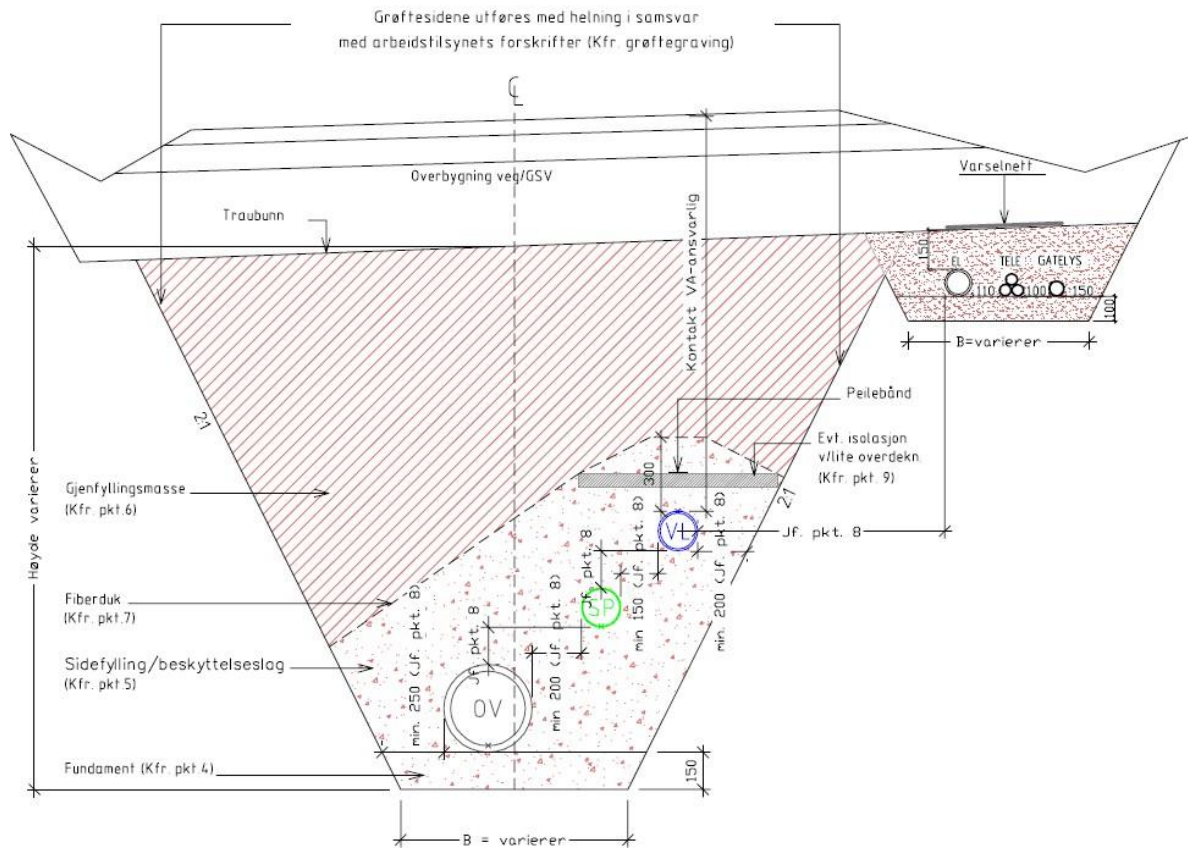 Grøftesidene utføres med helning i samsvar
med arbeidstilsynets forskrifter (Kfr. grøftegraving)
CL
Overbygning veg/GSV
Varselnett
Traubunn
Kontakt VA-ansvarlig
150
EL
TELE
GATELYS
110
100
150
100
B=varierer
Peilebånd
Evt. isolasjon
v/lite overdekn.
(Kfr. pkt. 9)
2:1
2:1
300
Høyde varierer
Gjenfyllingsmasse
(Kfr. pkt.6)
VL
Jf. pkt. 8
Jf. pkt. 8
min 150 (Jf. pkt. 8)
min 200 (Jf. pkt. 8)
Fiberduk
(Kfr. pkt.7)
SP
Sidefylling/beskyttelseslag
(Kfr. pkt.5)
Jf. pkt. 8
min. 250 (Jf. pkt. 8)
min 200 (Jf. pkt. 8)
OV
Fundament (Kfr. pkt.4)
150
B = varierer